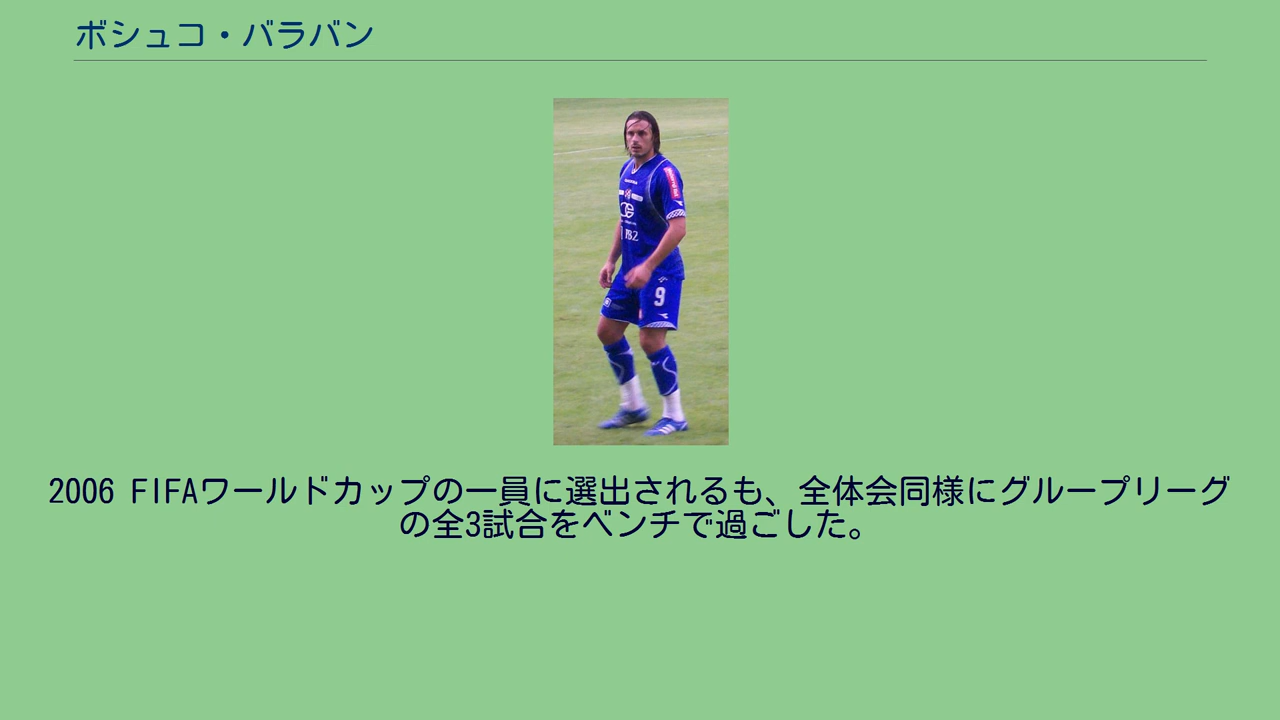 ボシュコ・バラバン
9
2006 FIFAワールドカップの一員に選出されるも、全体会同様にグループリーグ
の全3試合をベンチで過ごした。